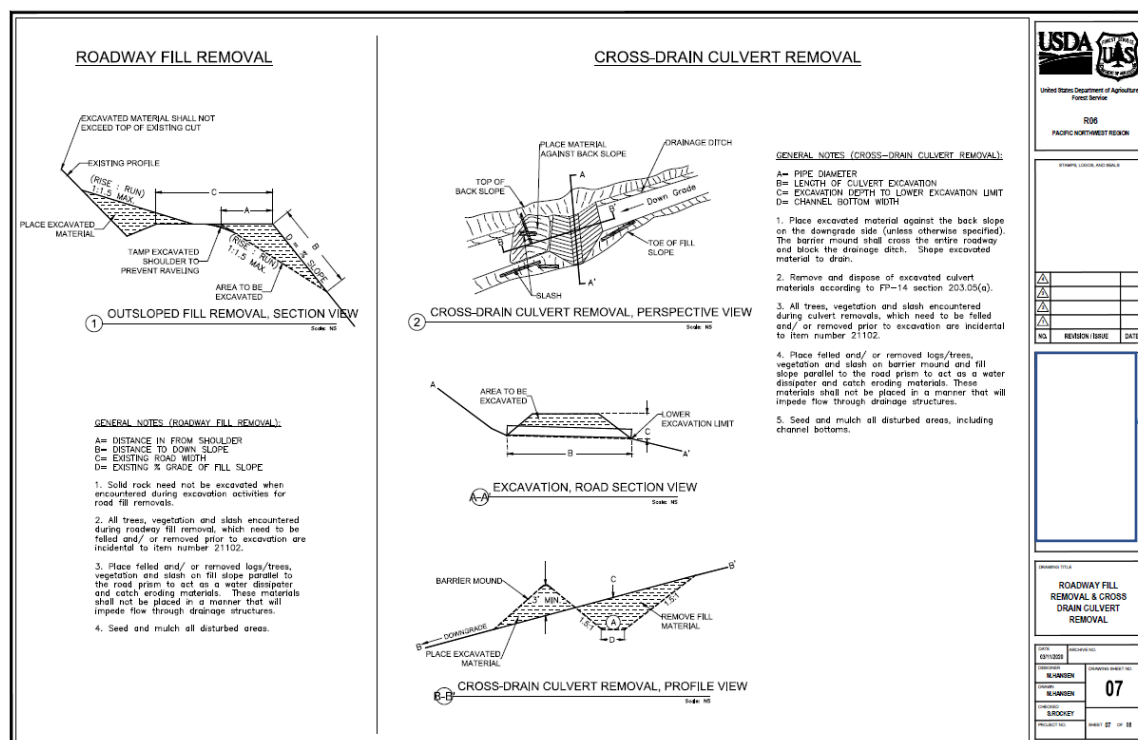 ROADWAY FILL REMOVAL
EXCAVATED MATERIAL SHALL NOT
EXCEED TOP OF EXISTING CUT
EXISTING PROFILE
(RISE : RUN)
1:1.5 MAX.
C
A
PLACE EXCAVATED
MATERIAL
TAMP EXCAVATED
SHOULDER TO
PREVENT RAVELING
(RISE : RUN)
1:1.5 MAX.
B
D = % SLOPE
AREA TO BE
EXCAVATED
1 OUTSLOPED FILL REMOVAL, SECTION VIEW
Scale: NS
GENERAL NOTES (ROADWAY FILL REMOVAL):
A= DISTANCE IN FROM SHOULDER
B= DISTANCE TO DOWN SLOPE
C= EXISTING ROAD WIDTH
D= EXISTING % GRADE OF FILL SLOPE
1. Solid rock need not be excavated when
encountered during excavation activities for
road fill removals.
2. All trees, vegetation and slash encountered
during roadway fill removal, which need to be
felled and/ or removed prior to excavation are
incidental to item number 21102.
3. Place felled and/ or removed logs/trees,
vegetation and slash on fill slope parallel to
the road prism to act as a water dissipater
and catch eroding materials. These materials
shall not be placed in a manner that will
impede flow through drainage structures.
4. Seed and mulch all disturbed areas.
CROSS-DRAIN CULVERT REMOVAL
PLACE MATERIAL
AGAINST BACK SLOPE
DRAINAGE DITCH
TOP OF
BACK SLOPE
A
B'
Down Grade
B
TOE OF FILL
SLOPE
SLASH
A'
2 CROSS-DRAIN CULVERT REMOVAL, PERSPECTIVE VIEW
Scale: NS
A
AREA TO BE
EXCAVATED
LOWER
EXCAVATION LIMIT
C
B
A'
A-A' EXCAVATION, ROAD SECTION VIEW
Scale: NS
B'
BARRIER MOUND
C
3' MIN.
1.5:1
A
1.5:1
REMOVE FILL
MATERIAL
D
DOWNGRADE
B
PLACE EXCAVATED
MATERIAL
B-B' CROSS-DRAIN CULVERT REMOVAL, PROFILE VIEW
Scale: NS
GENERAL NOTES (CROSS-DRAIN CULVERT REMOVAL):
A= PIPE DIAMETER
B= LENGTH OF CULVERT EXCAVATION
C= EXCAVATION DEPTH TO LOWER EXCAVATION LIMIT
D= CHANNEL BOTTOM WIDTH
1. Place excavated material against the back slope
on the downgrade side (unless otherwise specified).
The barrier mound shall cross the entire roadway
and block the drainage ditch. Shape excavated
material to drain.
2. Remove and dispose of excavated culvert
materials according to FP-14 section 203.05(a).
3. All trees, vegetation and slash encountered
during culvert removals, which need to be felled
and/ or removed prior to excavation are incidental
to item number 21102.
4. Place felled and/ or removed logs/trees,
vegetation and slash on barrier mound and fill
slope parallel to the road prism to act as a water
dissipater and catch eroding materials. These
materials shall not be placed in a manner that will
impede flow through drainage structures.
5. Seed and mulch all disturbed areas, including
channel bottoms.
USDA
FOREST SERVICE
UAS
DEPARTMENT OF AGRICULTURE
United States Department of Agriculture
Forest Service
R06
PACIFIC NORTHWEST REGION
STAMPS, LOGOS, AND SEALS
4
3
2
1
NO. REVISION / ISSUE DATE
DRAWING TITLE
ROADWAY FILL
REMOVAL & CROSS
DRAIN CULVERT
REMOVAL
DATE
03/11/2020
ARCHIVE NO.
DESIGNER
M.HANSEN
DRAWING SHEET NO.
07
DRAWN
M.HANSEN
CHECKED
S.ROCKEY
PROJECT NO.
SHEET 07 OF